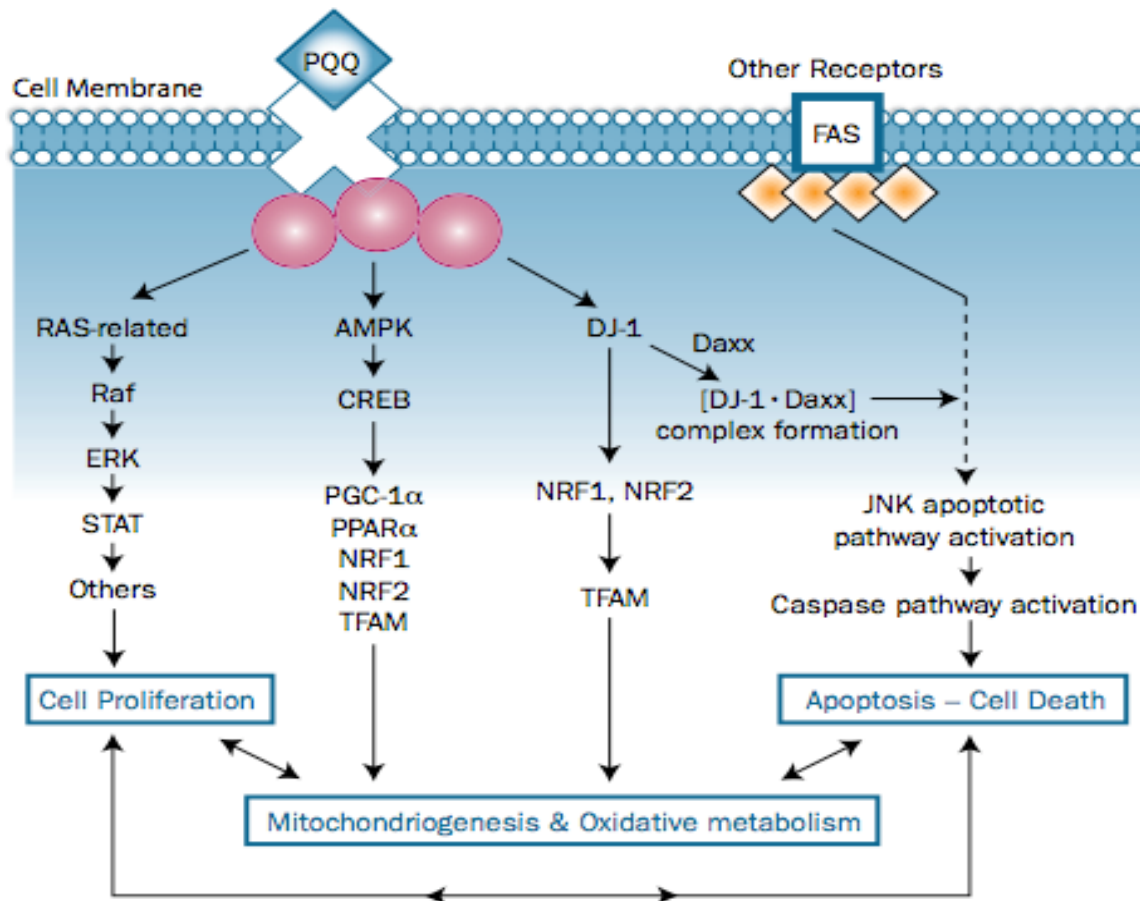 PQQ
Cell Membrane
Other Receptors
FAS
RAS-related
Raf
ERK
STAT
Others
Cell Proliferation
AMPK
CREB
PGC-1α
PPARα
NRF1
NRF2
TFAM
DJ-1
Daxx
[DJ-1 · Daxx]
complex formation
NRF1, NRF2
TFAM
JNK apoptotic
pathway activation
Caspase pathway activation
Apoptosis – Cell Death
Mitochondriogenesis & Oxidative metabolism